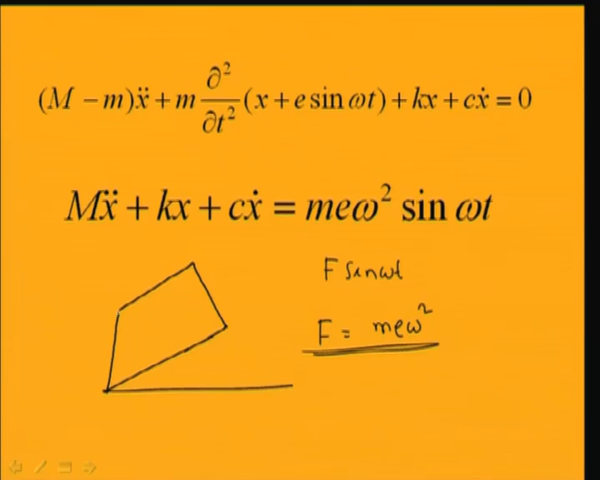 (M − m)ẍ + m ∂²/∂t² (x + e sin ωt) + kx + cẋ = 0
Mẍ + kx + cẋ = meω² sin ωt
F sinωt
F = meω²